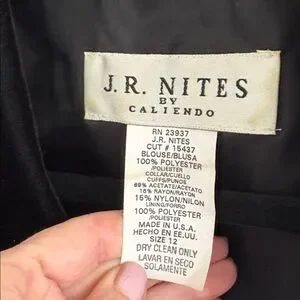 J.R. NITES
BY
CALIENDO
RN 23937
J.R. NITES
CUT # 15437
BLOUSE/BLUSA
100% POLYESTER
/POLIESTER
COLLAR/CUELLO
CUFFS/PUNOS
69% ACETATE/ACETATO
16% RAYON/RAYON
15% NYLON/NILON
LINING/FORRO
100% POLYESTER
/POLIESTER
MADE IN U.S.A.
HECHO EN EE.UU.
SIZE 12
DRY CLEAN ONLY
LAVAR EN SECO
SOLAMENTE